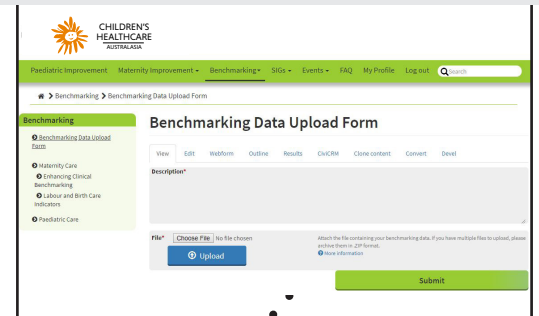 CHILDREN'S
HEALTHCARE
AUSTRALASIA
Paediatric Improvement Maternity Improvement Benchmarking SIGs Events FAQ My Profile Log out Search
Benchmarking Benchmarking Data Upload Form
Benchmarking
Benchmarking Data Upload
Form
Maternity Care
Enhancing Clinical
Benchmarking
Labour and Birth Care
Indicators
Paediatric Care
Benchmarking Data Upload Form
View Edit Webform Outline Results CiviCRM Clone content Convert Devel
Description*
File* Choose File No file chosen
Upload
Attach the file containing your benchmarking data. If you have multiple files to upload, please
archive them in .ZIP format.
More information
Submit